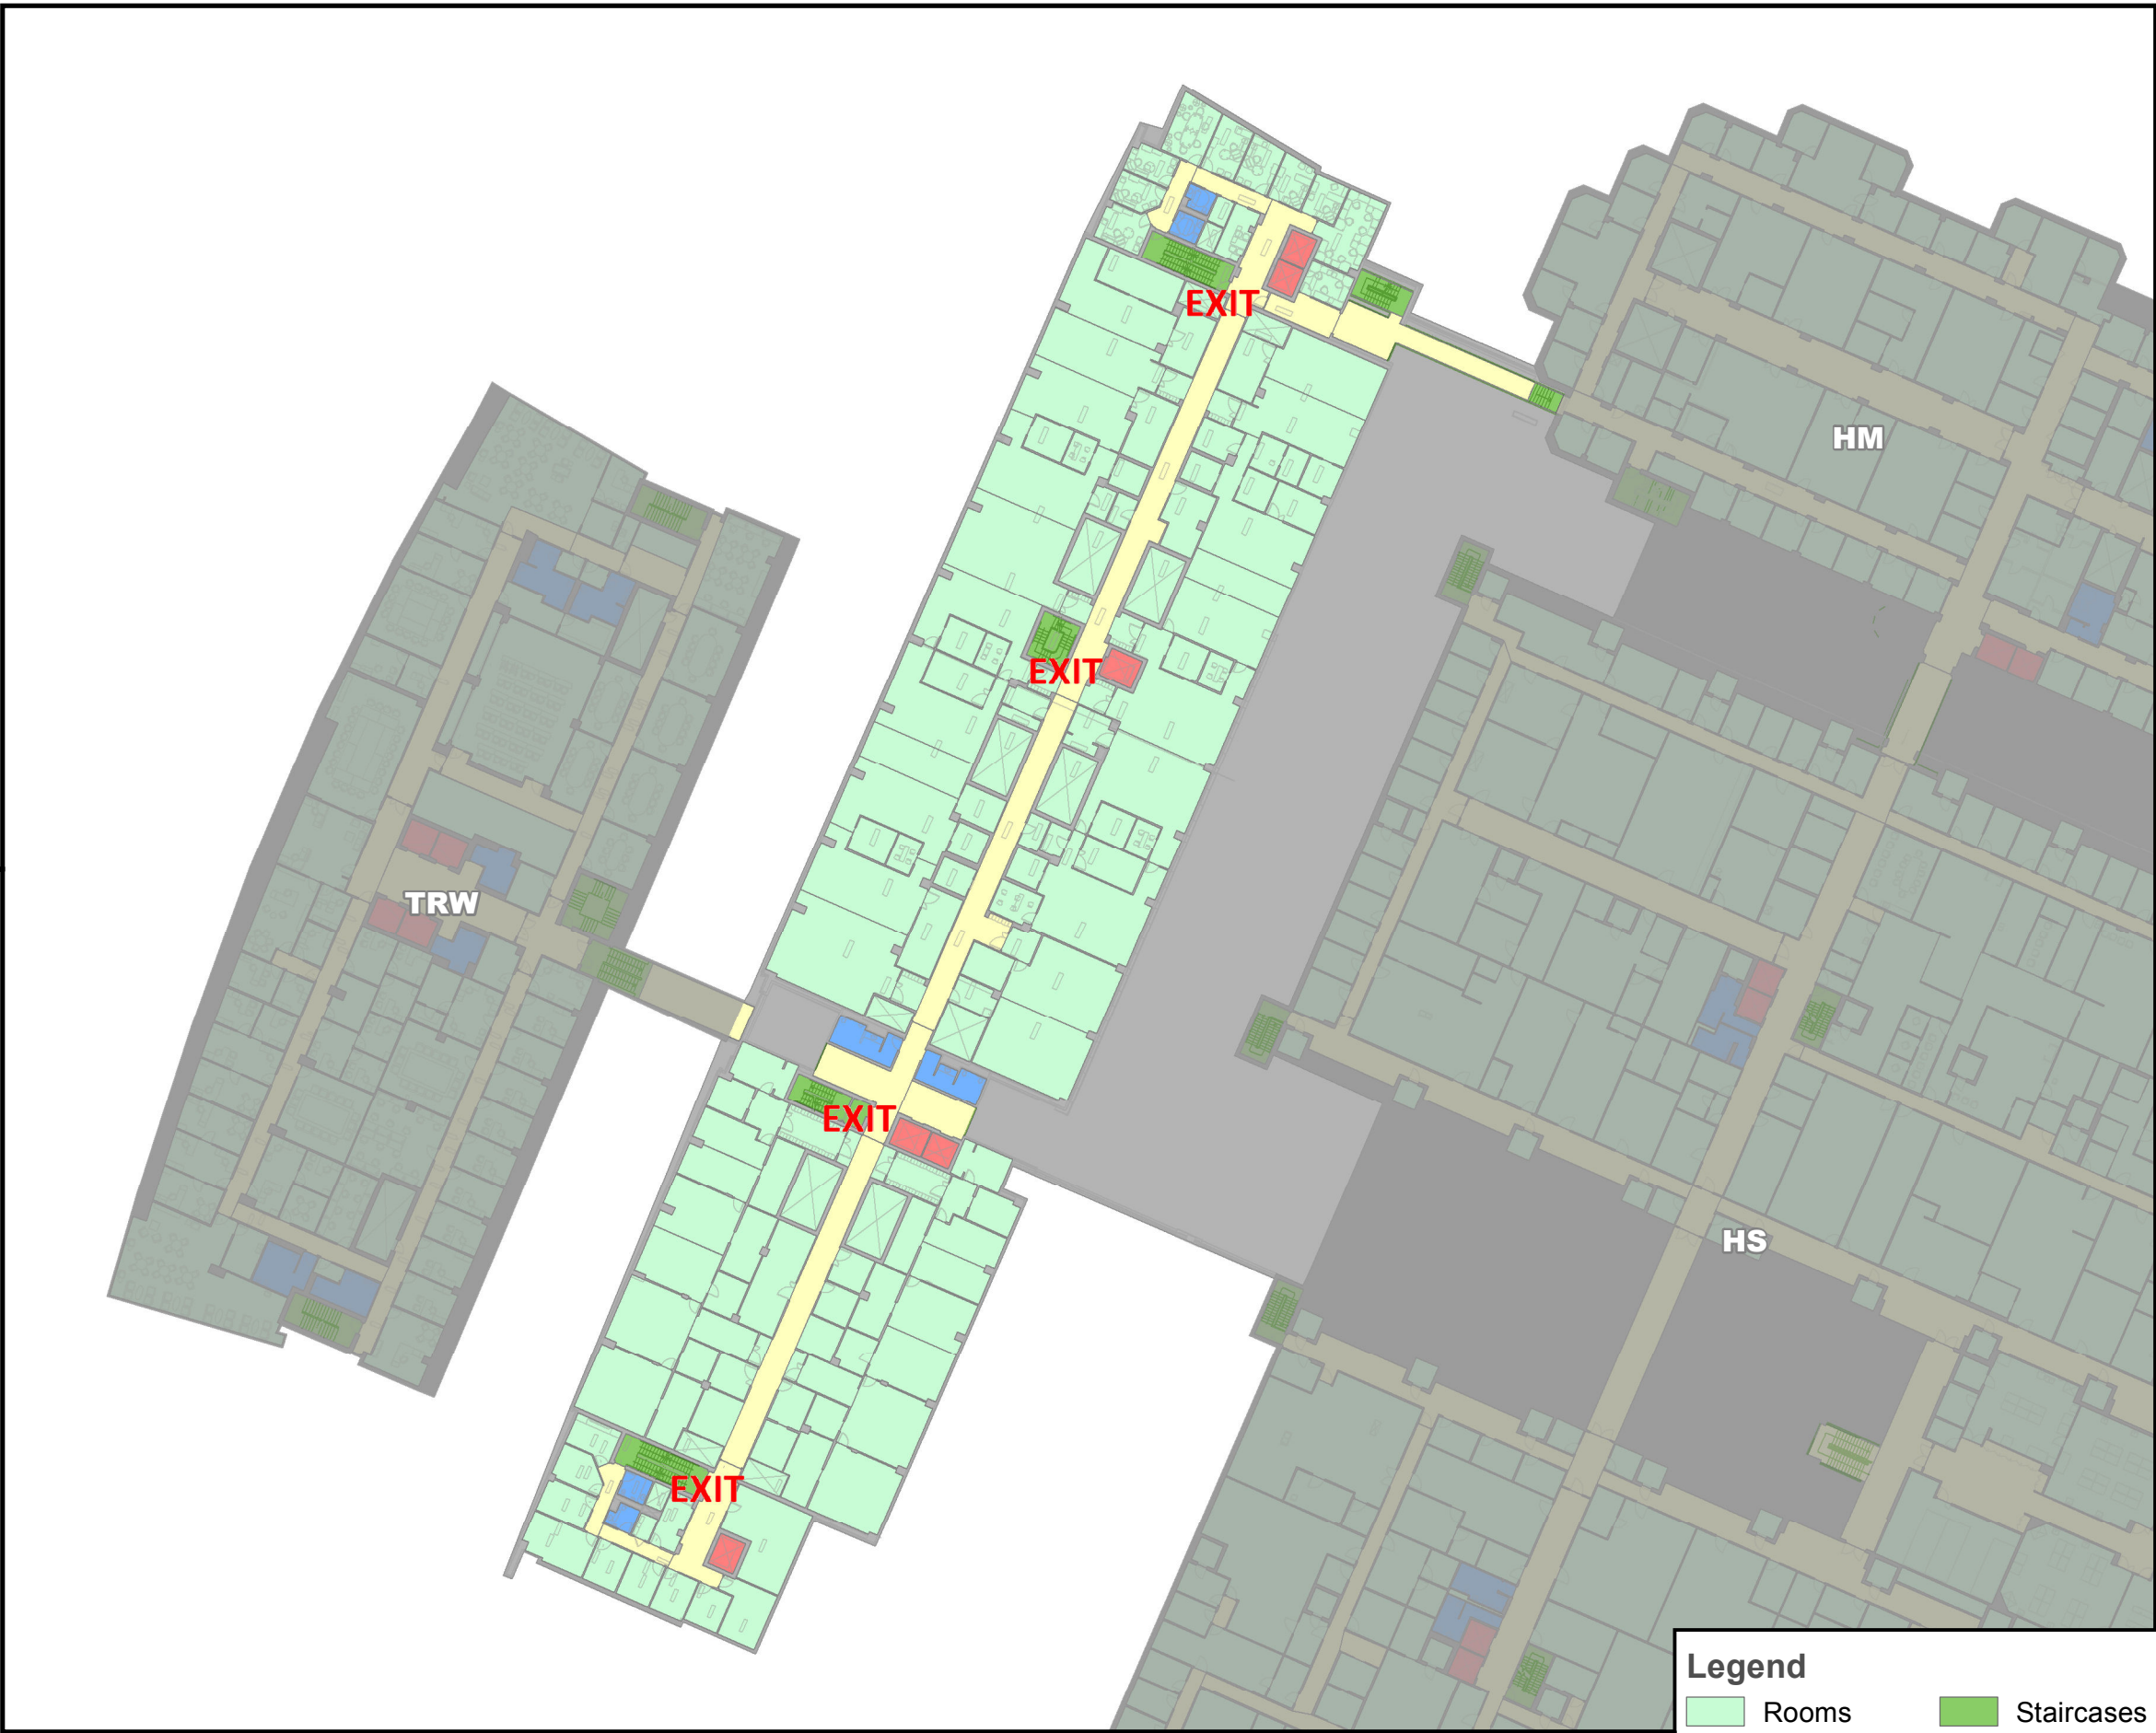 EXIT
HM
EXIT
TRW
EXIT
HS
EXIT
Legend
Rooms
Staircases